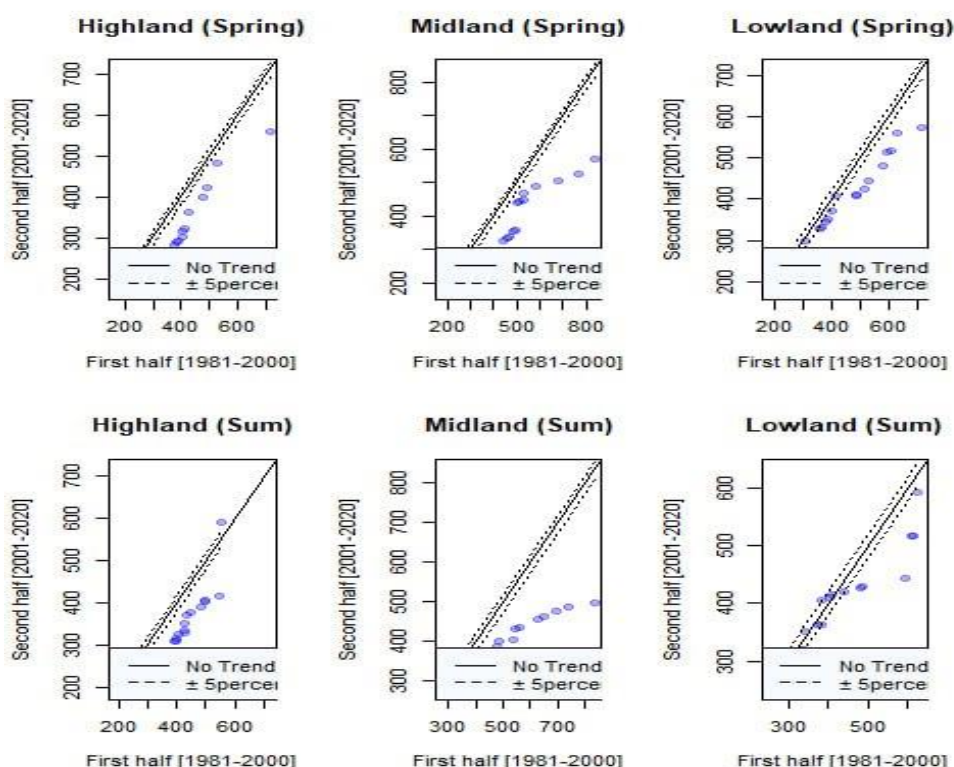 Highland (Spring)
Second half [2001-2020]
700
600
500
400
300
200
No Trend
± 5percer
200 400 600
First half [1981-2000]
Midland (Spring)
Second half [2001-2020]
800
600
400
200
No Trend
± 5perce
200 500 800
First half [1981-2000]
Lowland (Spring)
Second half [2001-2020]
700
600
500
400
300
200
No Trend
± 5percer
200 400 600
First half [1981-2000]
Highland (Sum)
Second half [2001-2020]
700
600
500
400
300
200
No Trend
± 5percer
200 400 600
First half [1981-2000]
Midland (Sum)
Second half [2001-2020]
800
700
600
500
400
300
No Trend
± 5perce
300 500 700
First half [1981-2000]
Lowland (Sum)
Second half [2001-2020]
600
500
400
300
No Trend
± 5perce
300 500
First half [1981-2000]